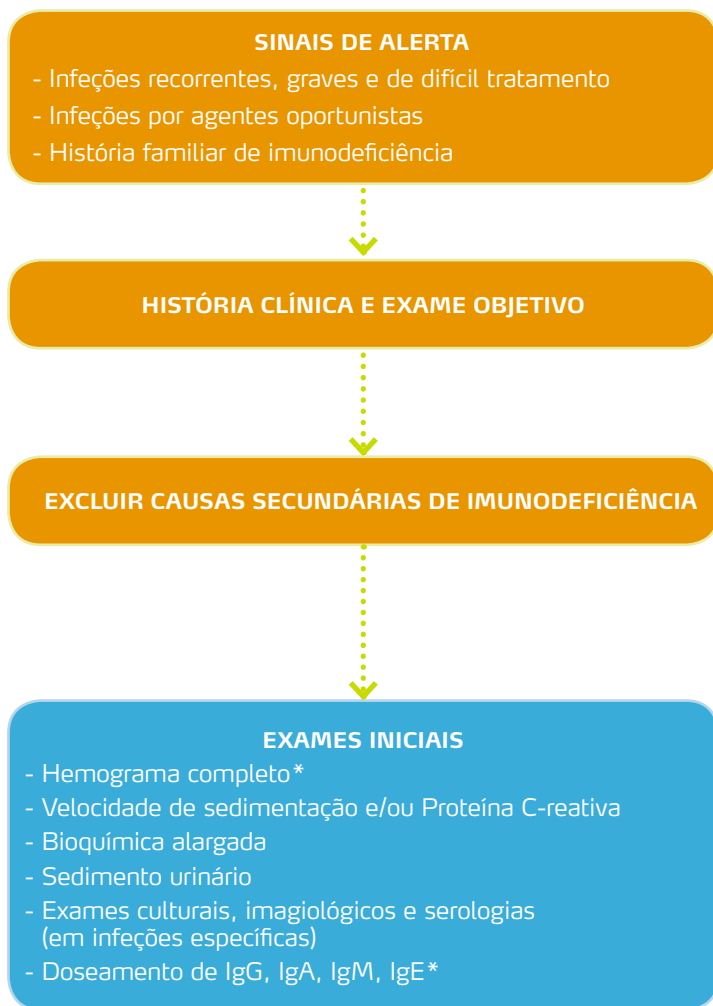 SINAIS DE ALERTA
- Infeções recorrentes, graves e de difícil tratamento
- Infeções por agentes oportunistas
- História familiar de imunodeficiência
HISTÓRIA CLÍNICA E EXAME OBJETIVO
EXCLUIR CAUSAS SECUNDÁRIAS DE IMUNODEFICIÊNCIA
EXAMES INICIAIS
- Hemograma completo*
- Velocidade de sedimentação e/ou Proteína C-reativa
- Bioquímica alargada
- Sedimento urinário
- Exames culturais, imagiológicos e serologias
(em infeções específicas)
- Doseamento de IgG, IgA, IgM, IgE*